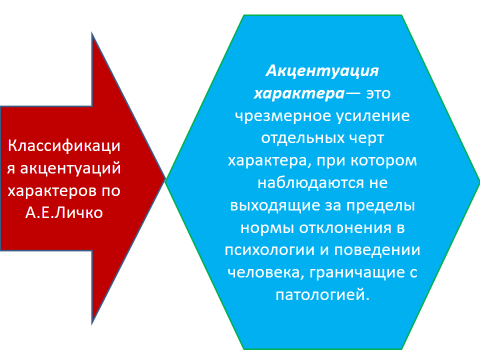 Классификаци
я акцентуаций
характеров по
А.Е.Личко
Акцентуация
характера— это
чрезмерное усиление
отдельных черт
характера, при котором
наблюдаются не
выходящие за пределы
нормы отклонения в
психологии и поведении
человека, граничащие с
патологией.